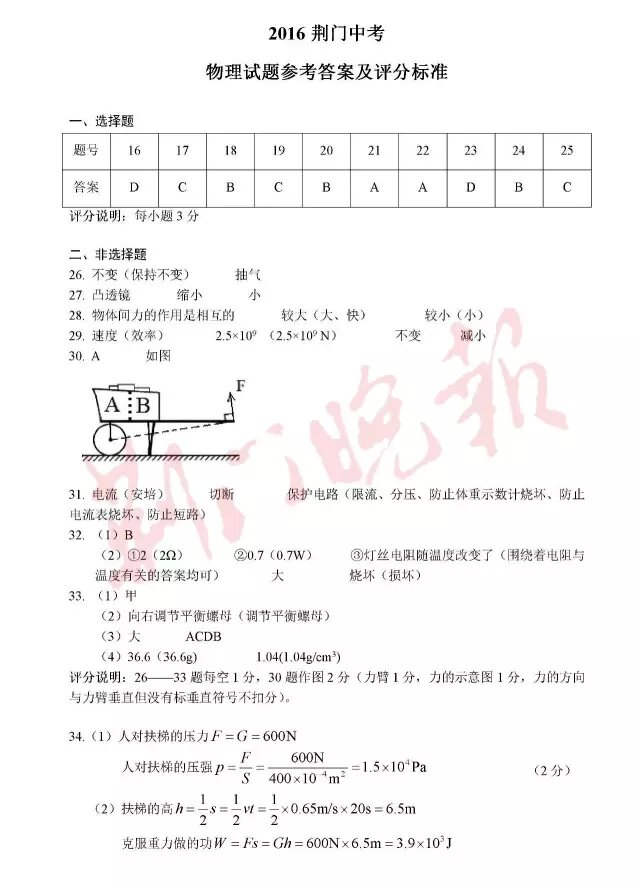 2016 荆门中考
物理试题参考答案及评分标准
一、选择题
题号 16 17 18 19 20 21 22 23 24 25
答案 D C B C B A A D B C
评分说明：每小题 3 分
二、非选择题
26. 不变（保持不变） 抽气
27. 凸透镜 缩小 小
28. 物体间力的作用是相互的 较大（大、快） 较小（小）
29. 速度（效率） 2.5×10⁹ （2.5×10⁹ N） 不变 减小
30. A 如图
A B F
荆门晚報
31. 电流（安培） 切断 保护电路（限流、分压、防止体重示数计烧坏、防止
电流表烧坏、防止短路）
32. （1）B
（2）①2（2Ω） ②0.7（0.7W） ③灯丝电阻随温度改变了（围绕着电阻与
温度有关的答案均可） 大 烧坏（损坏）
33. （1）甲
（2）向右调节平衡螺母（调节平衡螺母）
（3）大 ACDB
（4）36.6（36.6g) 1.04(1.04g/cm³)
评分说明：26——33 题每空 1 分，30 题作图 2 分（力臂 1 分，力的示意图 1 分，力的方向
与力臂垂直但没有标垂直符号不扣分）。
34.（1）人对扶梯的压力 F = G = 600N
人对扶梯的压强 p = F/S = 600N/(400×10⁻⁴m²) = 1.5×10⁴Pa （2 分）
（2）扶梯的高 h = 1/2 s = 1/2 vt = 1/2 ×0.65m/s×20s = 6.5m
克服重力做的功 W = Fs = Gh = 600N×6.5m = 3.9×10³J